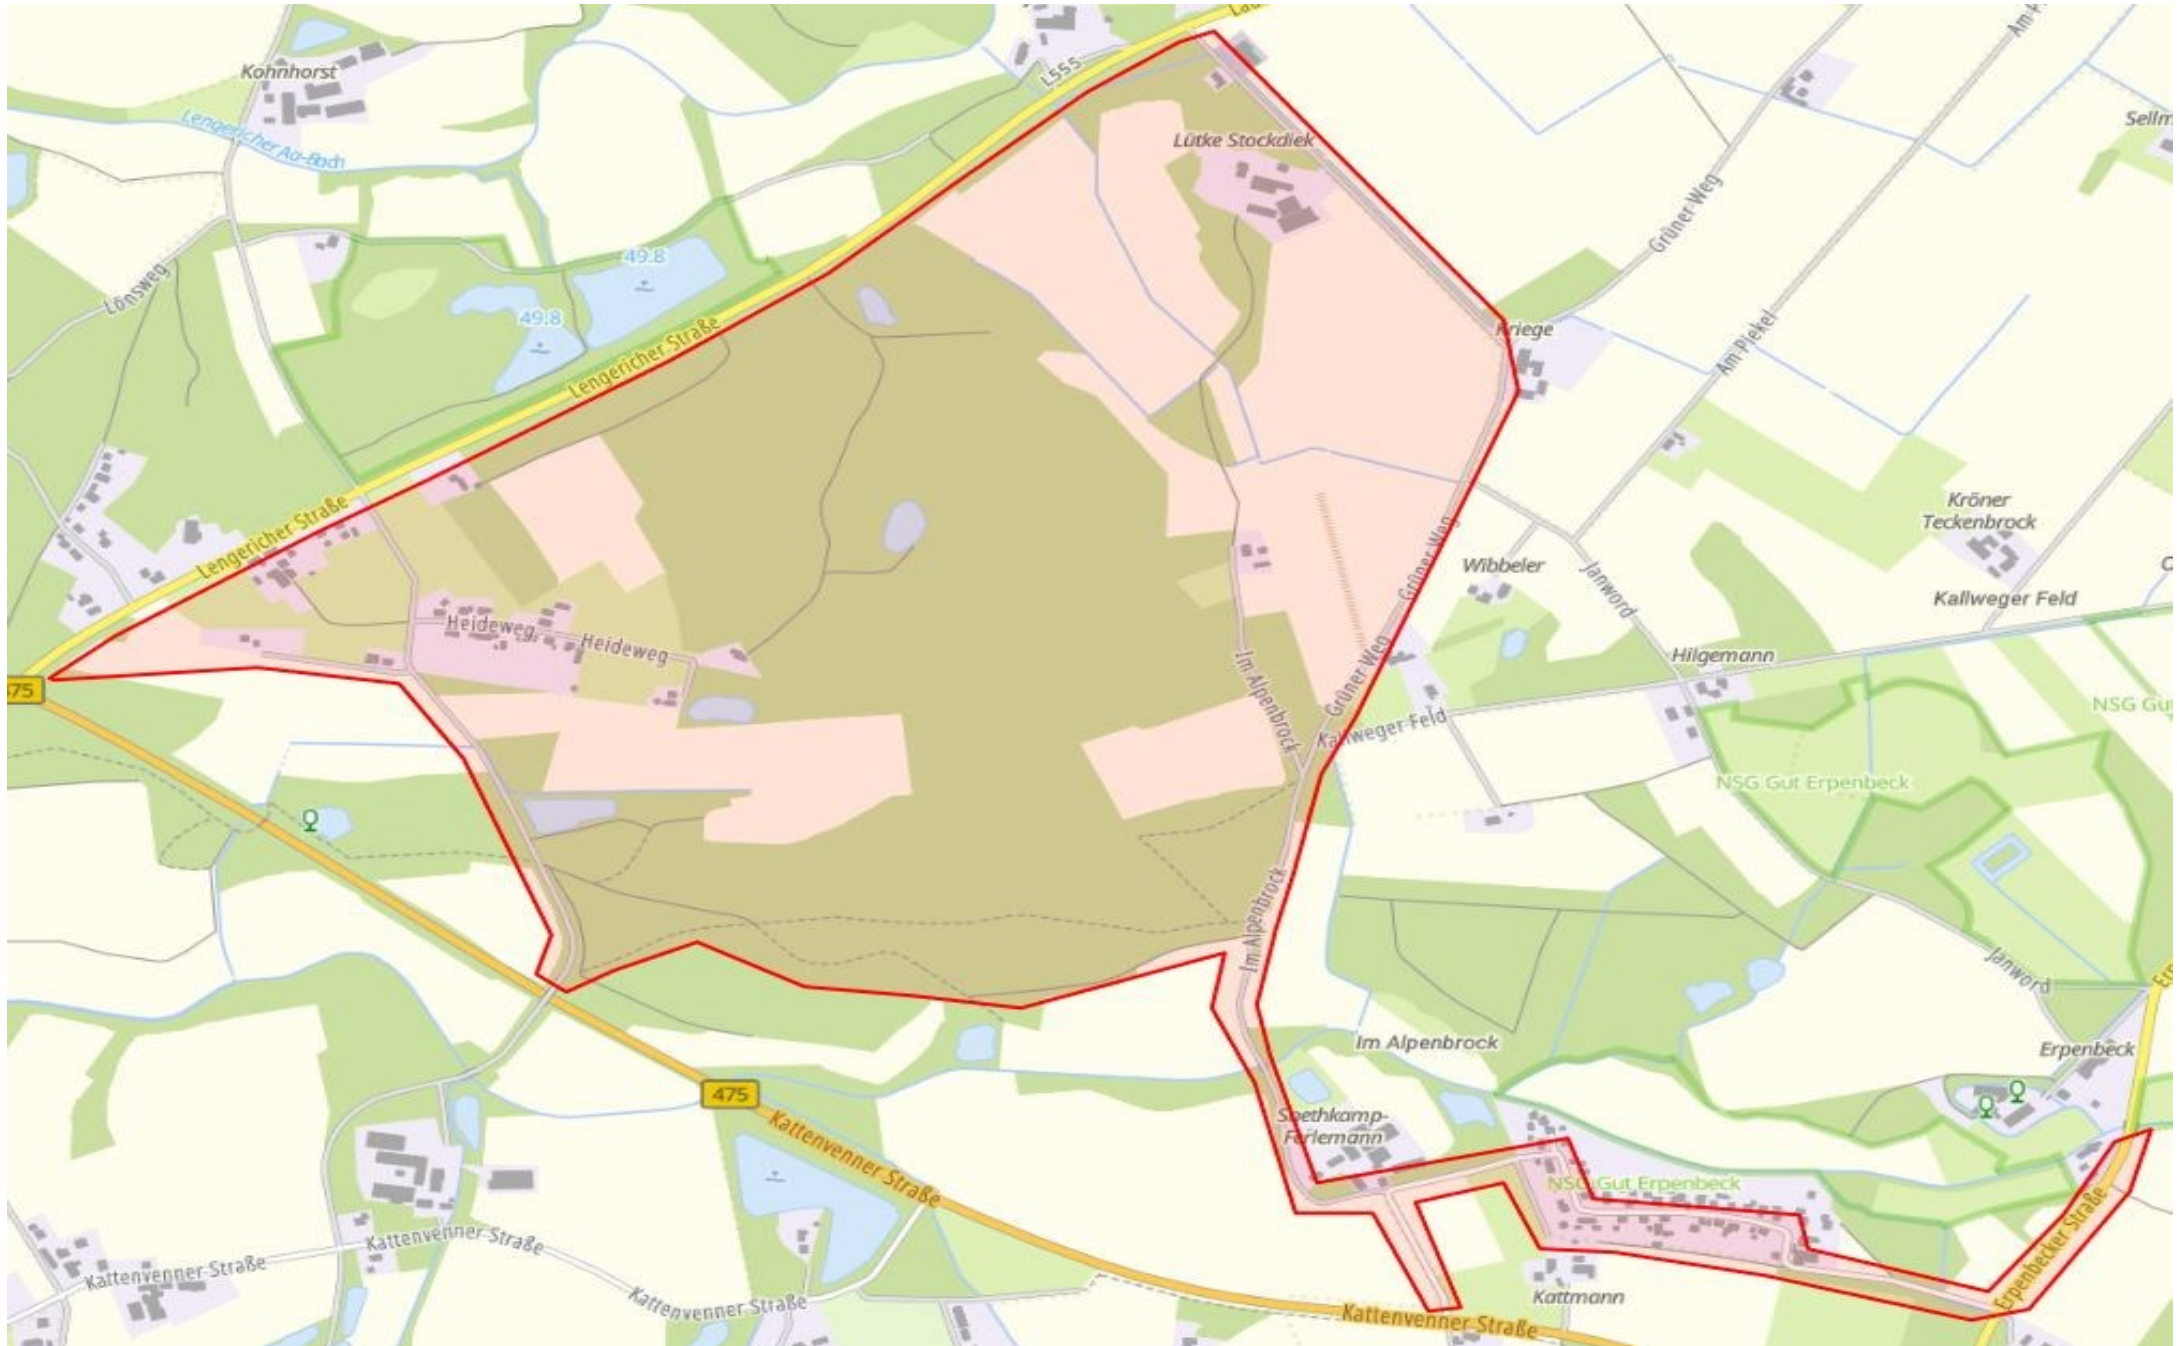 Kohnhorst
L555
Am Pi
Lengericher Aa-Bach
Lütke Stockdiek
Sellm
Grüner Weg
49.8
Lönsweg
49.8
Lengericher Straße
Kriege
Am Piekel
Kröner
Teckenbrock
Lengericher Straße
Grüner Weg
Wibbeler
Janword
Kallweger Feld
Heideweg
Heideweg
Hilgemann
Im Alpenbrock
Grüner Weg
475
NSG Gut
Kallweger Feld
NSG Gut Erpenbeck
Im Alpenbrock
Janword
Im Alpenbrock
Erpenbeck
475
Kattenvenner Straße
Spethkamp-
Ferlemann
NSG Gut Erpenbeck
Kattenvenner Straße
Kattenvenner Straße
Kattenvenner Straße
Erpenbecker Straße
Kattmann
Kattenvenner Straße